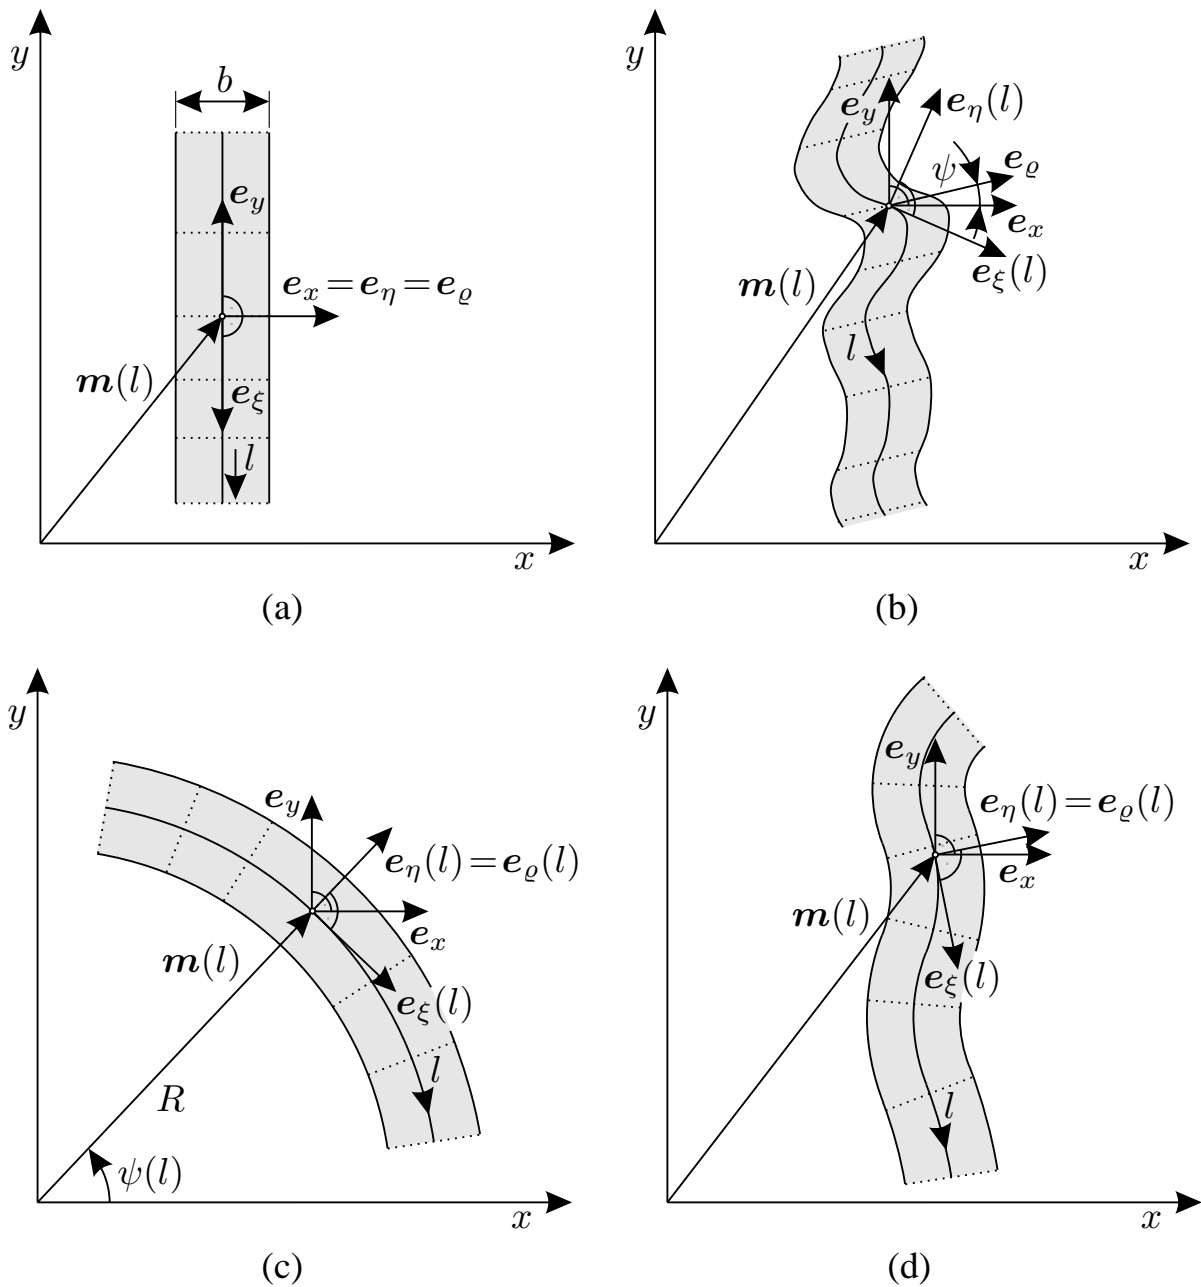 y
b
e_y
e_x = e_η = e_ϱ
m(l)
e_ξ
l
x
(a)
y
e_y
e_η(l)
ψ
e_ϱ
e_x
e_ξ(l)
m(l)
l
x
(b)
y
e_y
e_η(l) = e_ϱ(l)
e_x
m(l)
e_ξ(l)
l
R
ψ(l)
x
(c)
y
e_y
e_η(l) = e_ϱ(l)
e_x
m(l)
e_ξ(l)
l
x
(d)